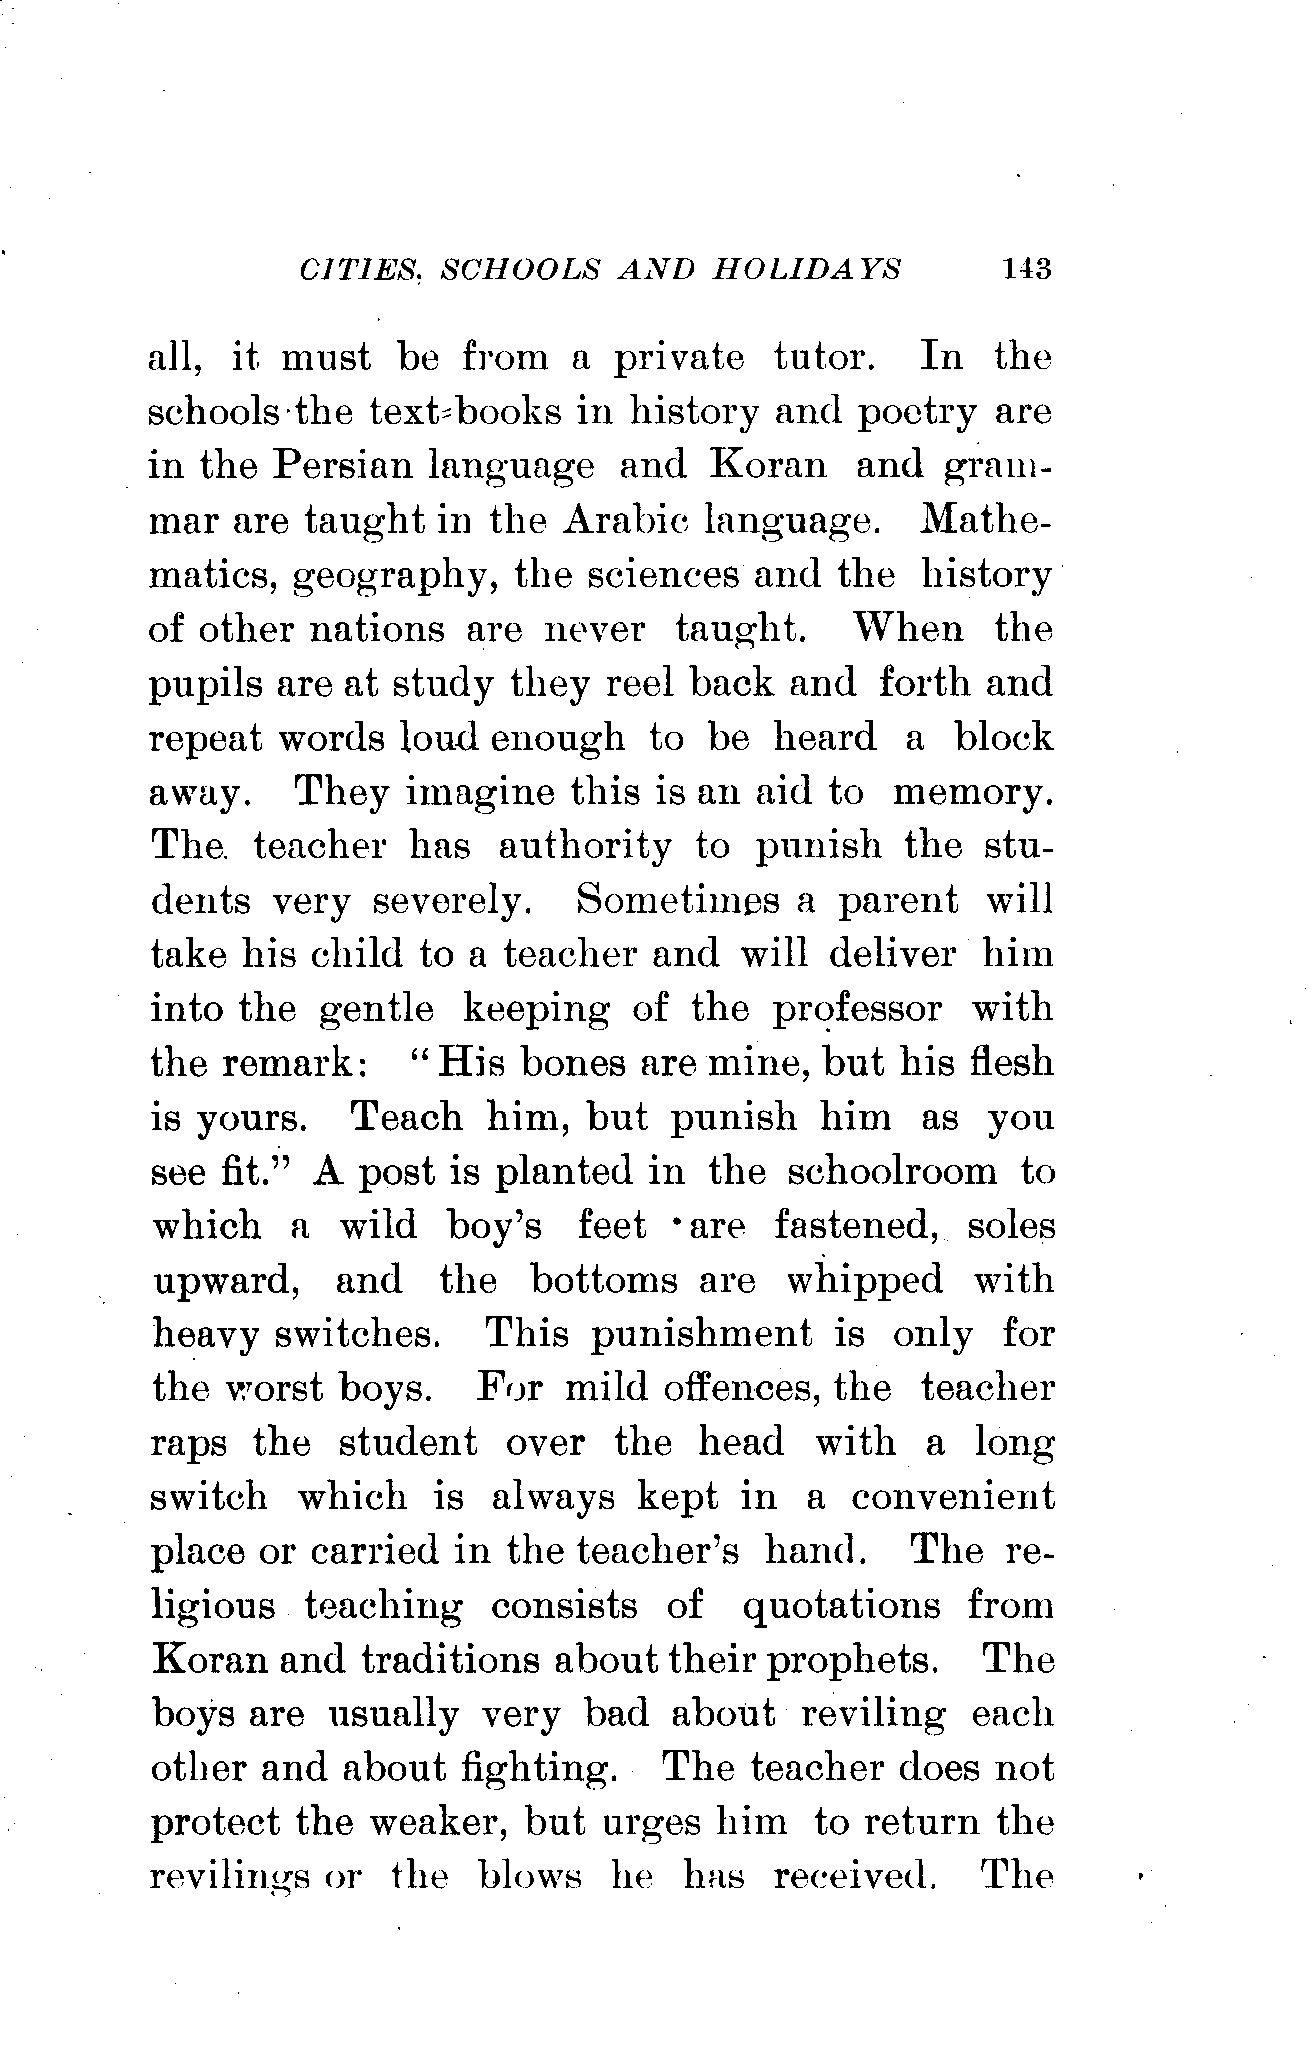 CITIES, SCHOOLS AND HOLIDAYS 143
all, it must be from a private tutor. In the
schools the text-books in history and poetry are
in the Persian language and Koran and gram-
mar are taught in the Arabic language. Mathe-
matics, geography, the sciences and the history
of other nations are never taught. When the
pupils are at study they reel back and forth and
repeat words loud enough to be heard a block
away. They imagine this is an aid to memory.
The teacher has authority to punish the stu-
dents very severely. Sometimes a parent will
take his child to a teacher and will deliver him
into the gentle keeping of the professor with
the remark: "His bones are mine, but his flesh
is yours. Teach him, but punish him as you
see fit." A post is planted in the schoolroom to
which a wild boy's feet are fastened, soles
upward, and the bottoms are whipped with
heavy switches. This punishment is only for
the worst boys. For mild offences, the teacher
raps the student over the head with a long
switch which is always kept in a convenient
place or carried in the teacher's hand. The re-
ligious teaching consists of quotations from
Koran and traditions about their prophets. The
boys are usually very bad about reviling each
other and about fighting. The teacher does not
protect the weaker, but urges him to return the
revilings or the blows he has received. The